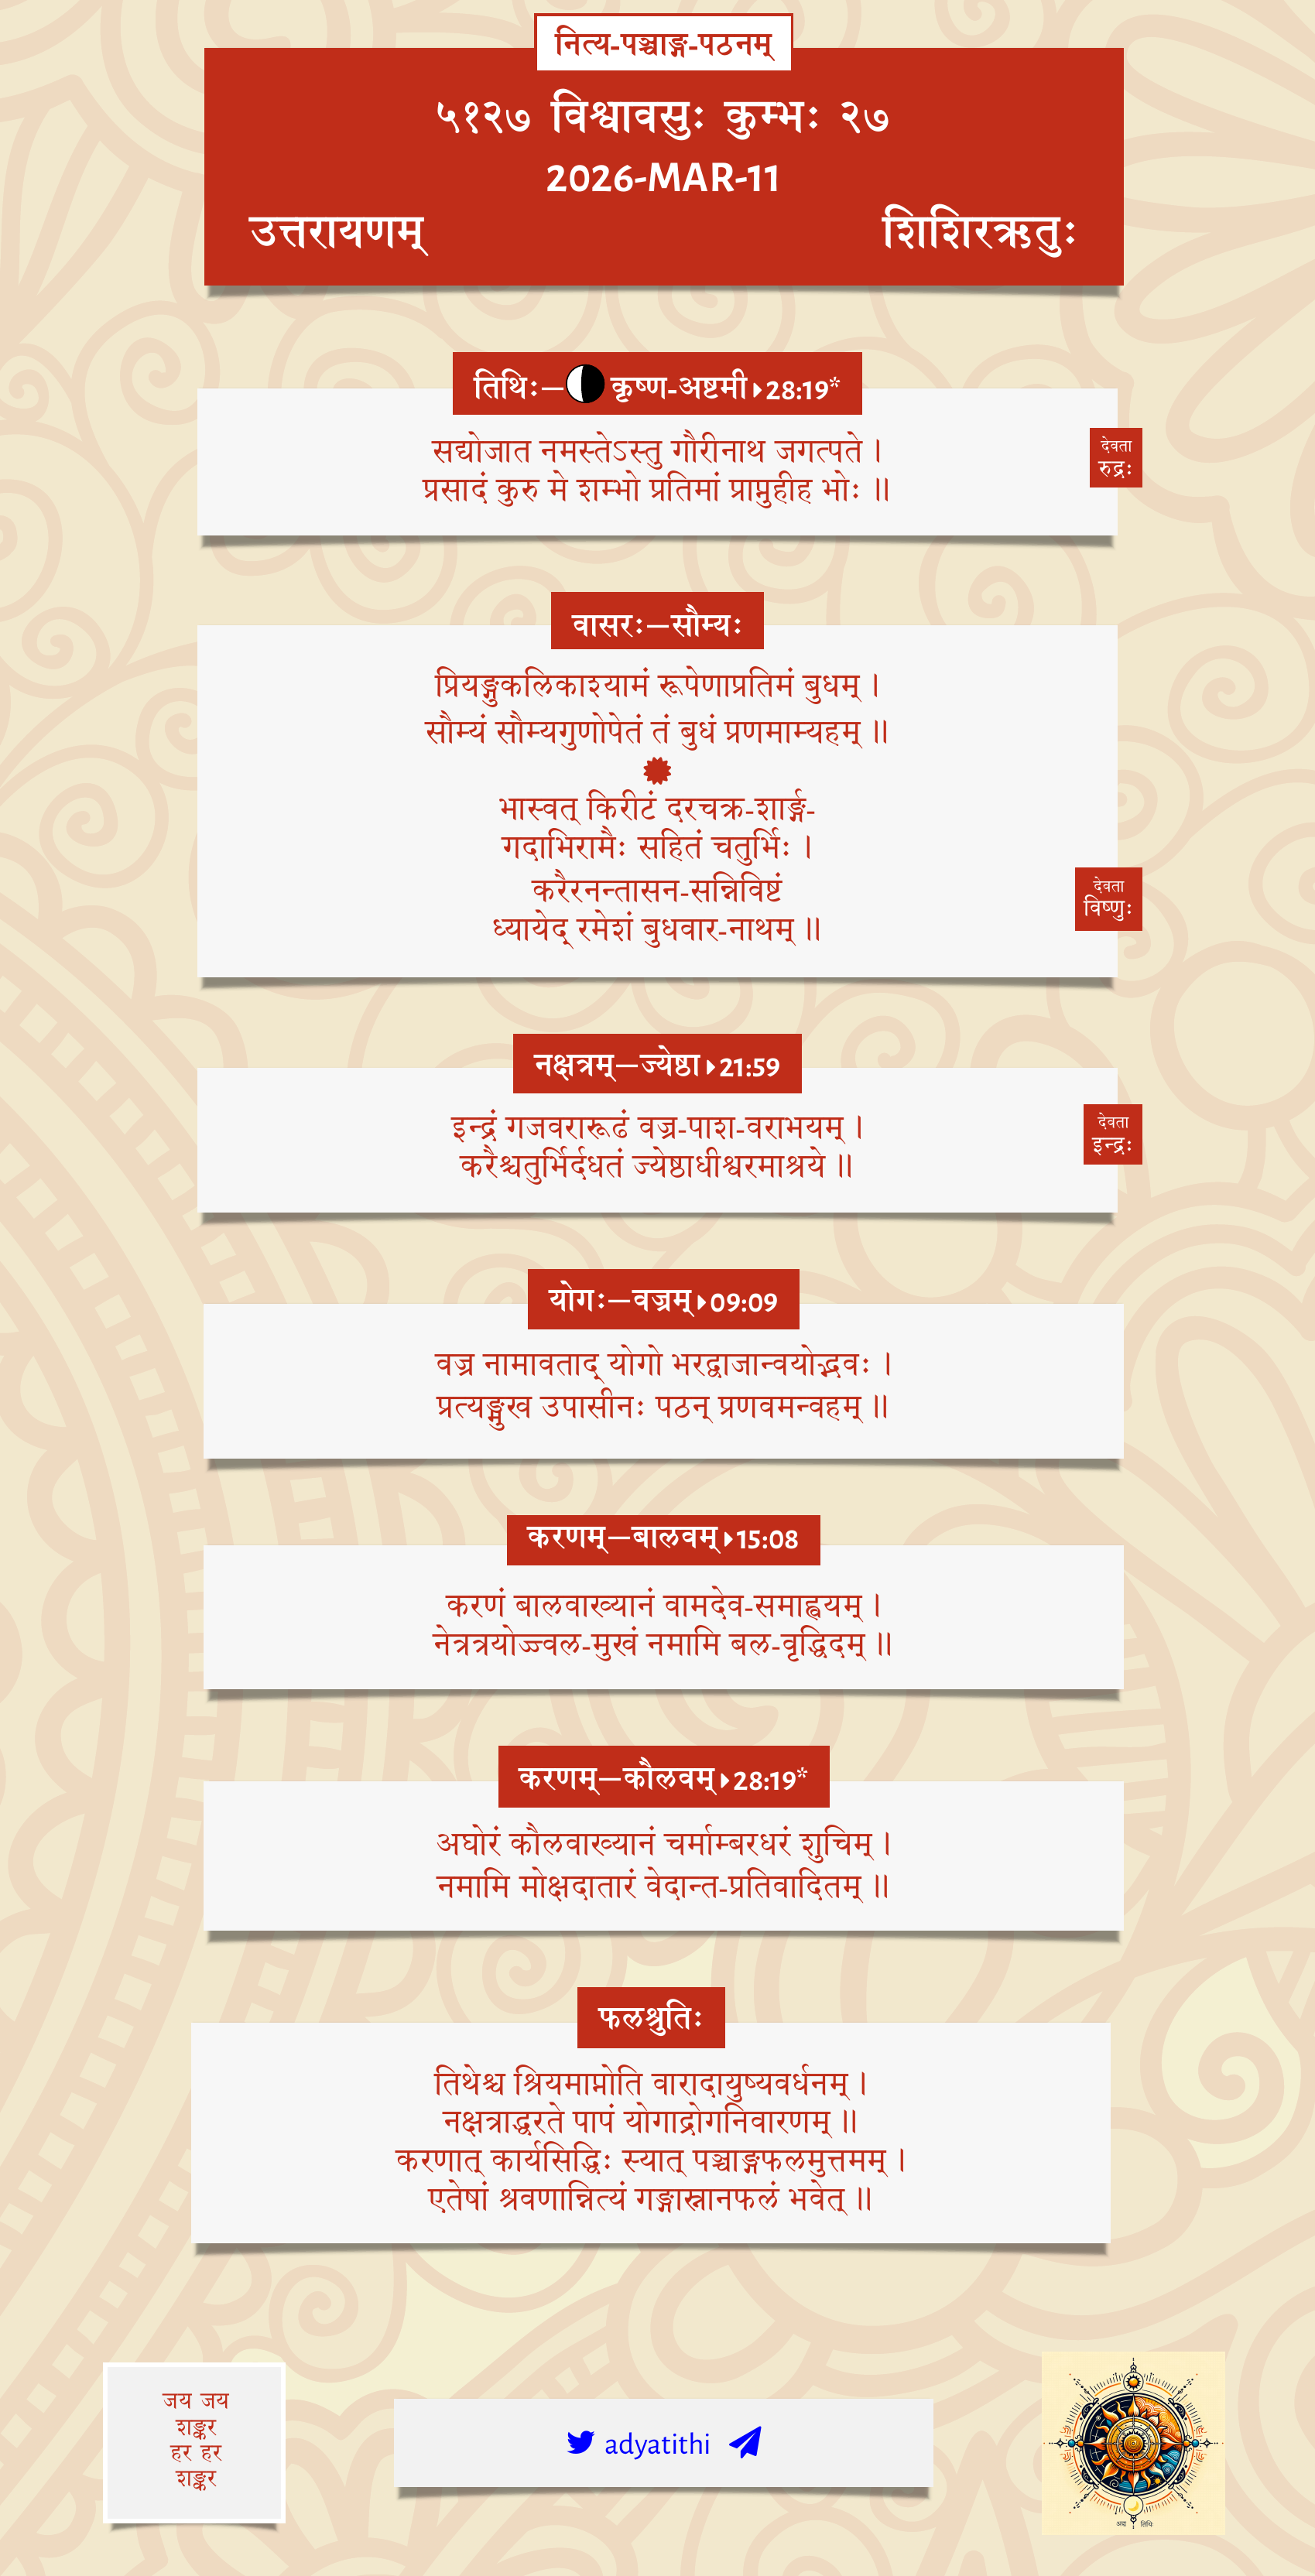 नित्य-पञ्चाङ्ग-पठनम्
५१२७ विश्वावसुः कुम्भः २७
2026-MAR-11
उत्तरायणम् शिशिरऋतुः
तिथिः—कृष्ण-अष्टमी 28:19*
सद्योजात नमस्तेऽस्तु गौरीनाथ जगत्पते ।
प्रसादं कुरु मे शम्भो प्रतिमां प्राप्नुहीह भोः ॥
देवता
रुद्रः
वासरः—सौम्यः
प्रियङ्गुकलिकाश्यामं रूपेणाप्रतिमं बुधम् ।
सौम्यं सौम्यगुणोपेतं तं बुधं प्रणमाम्यहम् ॥
भास्वत् किरीटं दरचक्र-शार्ङ्ग-
गदाभिरामैः सहितं चतुर्भिः ।
करैरनन्तासन-सन्निविष्टं
ध्यायेद् रमेशं बुधवार-नाथम् ॥
देवता
विष्णुः
नक्षत्रम्—ज्येष्ठा 21:59
इन्द्रं गजवरारूढं वज्र-पाश-वराभयम् ।
करैश्चतुर्भिर्दधतं ज्येष्ठाधीश्वरमाश्रये ॥
देवता
इन्द्रः
योगः—वज्रम् 09:09
वज्र नामावताद् योगो भरद्वाजान्वयोद्भवः ।
प्रत्यङ्मुख उपासीनः पठन् प्रणवमन्वहम् ॥
करणम्—बालवम् 15:08
करणं बालवाख्यानं वामदेव-समाह्वयम् ।
नेत्रत्रयोज्ज्वल-मुखं नमामि बल-वृद्धिदम् ॥
करणम्—कौलवम् 28:19*
अघोरं कौलवाख्यानं चर्माम्बरधरं शुचिम् ।
नमामि मोक्षदातारं वेदान्त-प्रतिवादितम् ॥
फलश्रुतिः
तिथेश्च श्रियमाप्नोति वारादायुष्यवर्धनम् ।
नक्षत्राद्धरते पापं योगाद्रोगनिवारणम् ॥
करणात् कार्यसिद्धिः स्यात् पञ्चाङ्गफलमुत्तमम् ।
एतेषां श्रवणान्नित्यं गङ्गास्नानफलं भवेत् ॥
जय जय
शङ्कर
हर हर
शङ्कर
adyatithi
अद्य तिथिः